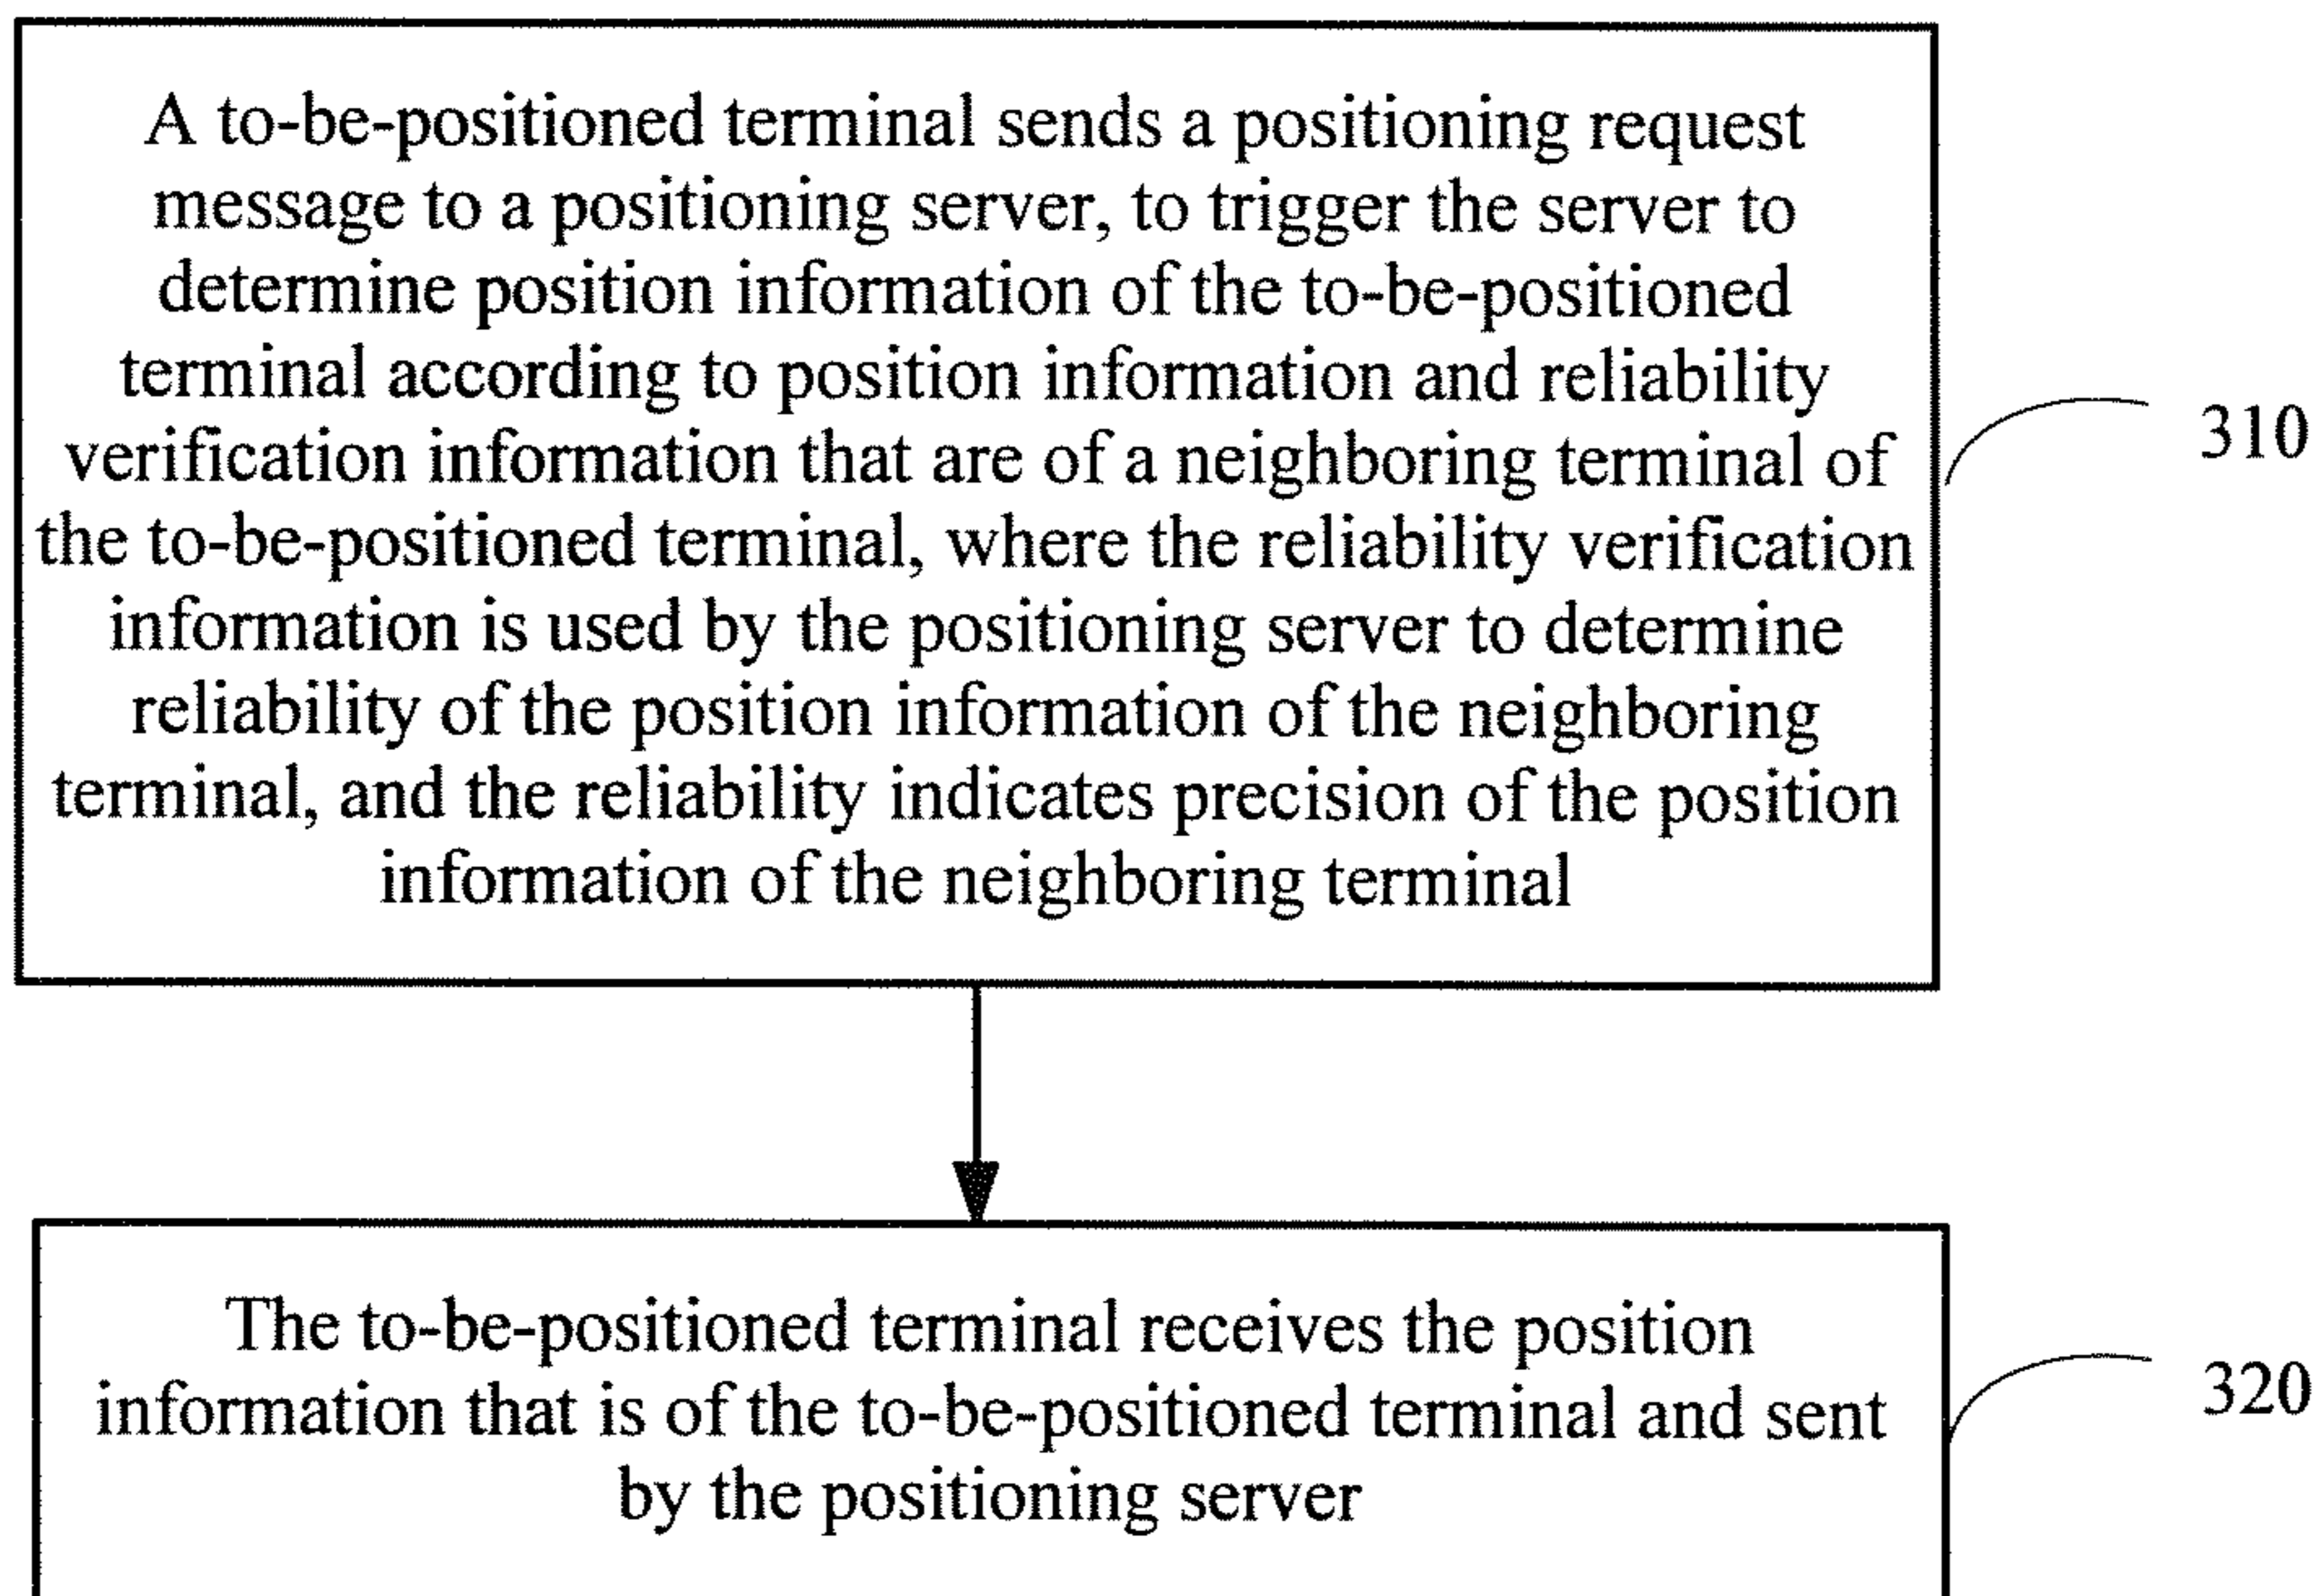 A to-be-positioned terminal sends a positioning request
message to a positioning server, to trigger the server to
determine position information of the to-be-positioned
terminal according to position information and reliability
verification information that are of a neighboring terminal of
the to-be-positioned terminal, where the reliability verification
information is used by the positioning server to determine
reliability of the position information of the neighboring
terminal, and the reliability indicates precision of the position
information of the neighboring terminal
310
The to-be-positioned terminal receives the position
information that is of the to-be-positioned terminal and sent
by the positioning server
320